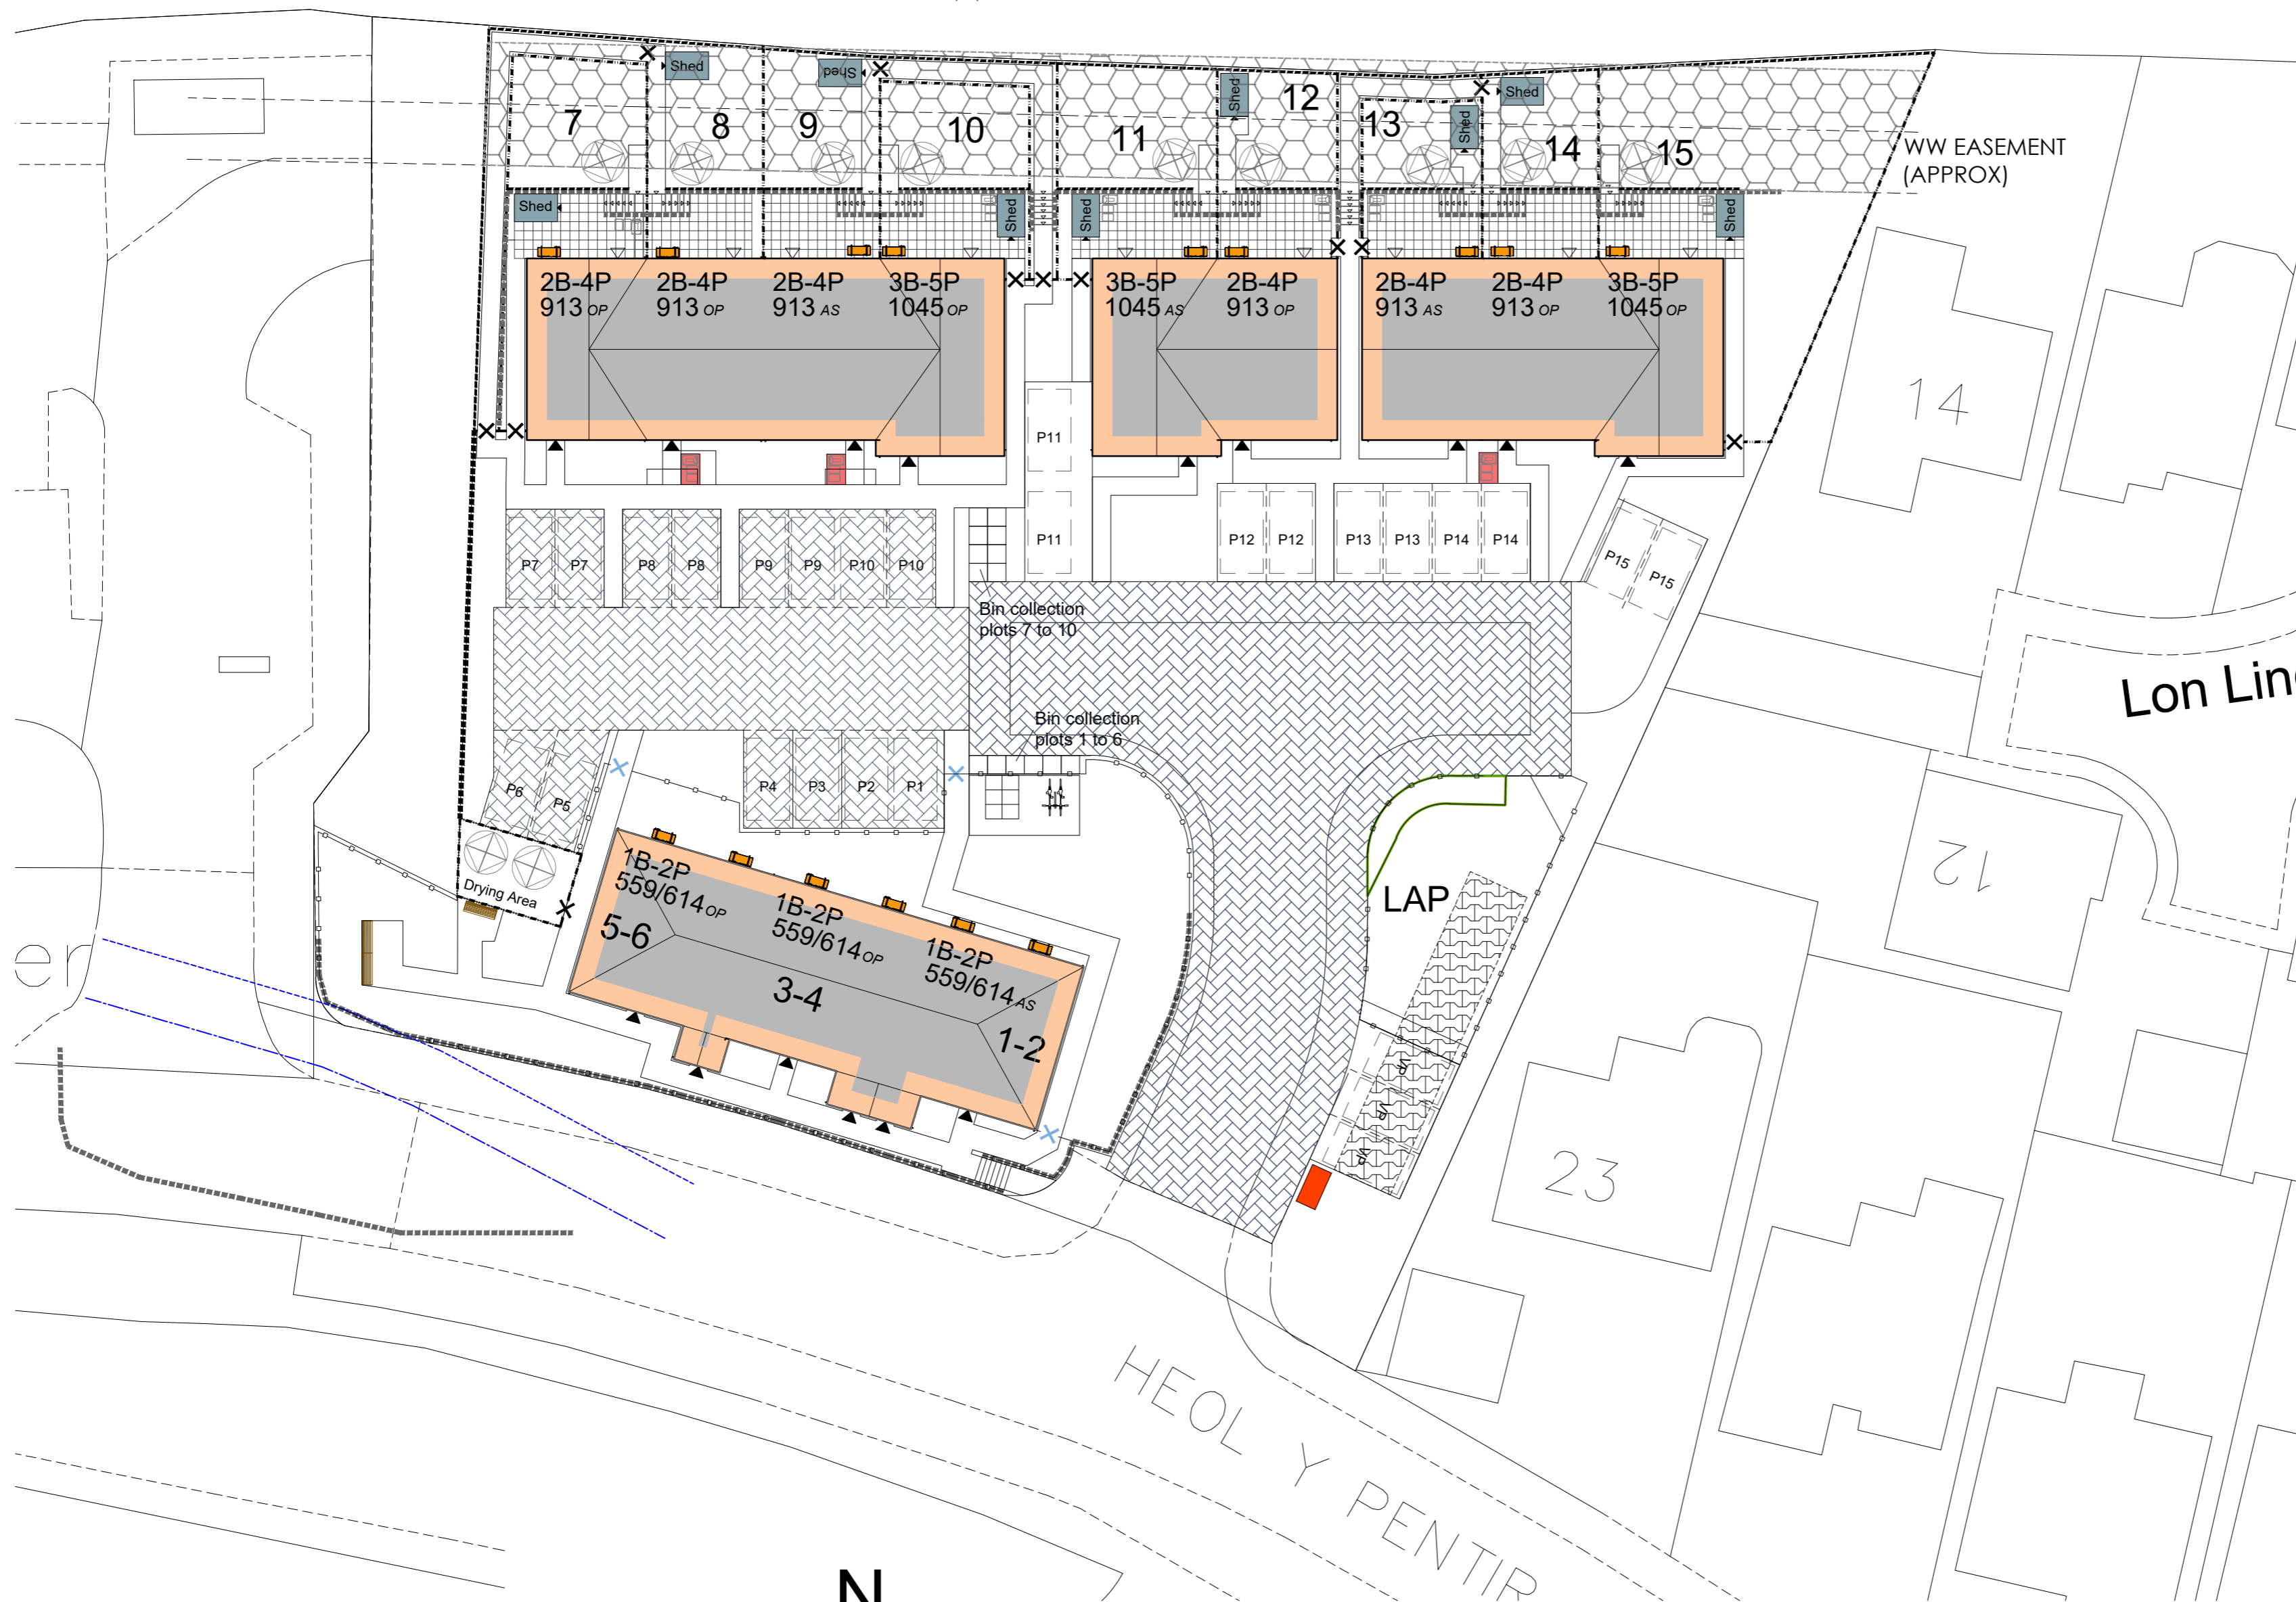 Shed
Shed
Shed
Shed
7
8
9
10
11
12
13
14
15
Shed
WW EASEMENT
(APPROX)
Shed
Shed
Shed
Shed
2B-4P
913 OP
2B-4P
913 OP
2B-4P
913 AS
3B-5P
1045 OP
3B-5P
1045 AS
2B-4P
913 OP
2B-4P
913 AS
2B-4P
913 OP
3B-5P
1045 OP
14
P11
P11
P12
P12
P13
P13
P14
P14
P15
P15
P7
P7
P8
P8
P9
P9
P10
P10
Bin collection
plots 7 to 10
Lon Lin
Bin collection
plots 1 to 6
P6
P5
P4
P3
P2
P1
12
Drying Area
1B-2P
559/614 OP
5-6
1B-2P
559/614 OP
3-4
1B-2P
559/614 AS
1-2
LAP
er
VP
VP
VP
23
HEOL Y PENTIR
N